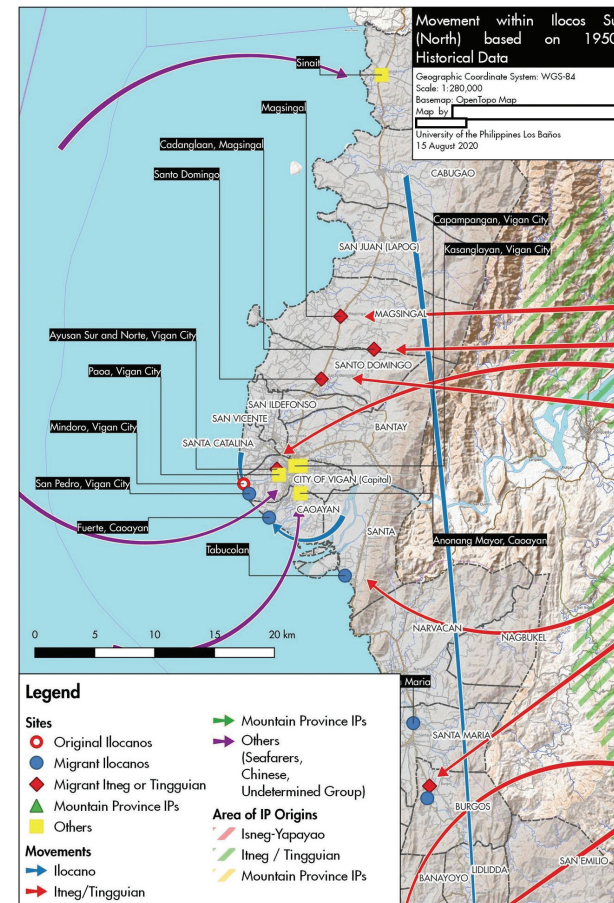 Movement within Ilocos Su
(North) based on 1950
Historical Data
Geographic Coordinate System: WGS-84
Scale: 1:280,000
Basemap: OpenTopo Map
Map by
University of the Philippines Los Baños
15 August 2020
Sinait
Magsingal
Cadanglaan, Magsingal
Santo Domingo
CABUGAO
Capampangan, Vigan City
SAN JUAN (LAPOG)
Kasanglayan, Vigan City
MAGSINGAL
Ayusan Sur and Norte, Vigan City
SANTO DOMINGO
Paoa, Vigan City
SAN ILDEFONSO
SAN VICENTE
BANTAY
Mindoro, Vigan City
SANTA CATALINA
San Pedro, Vigan City
CITY OF VIGAN (Capital)
CAOAYAN
Fuerte, Caoayan
SANTA
Anonang Mayor, Caoayan
Tabucolan
NARVACAN
NAGBUKEL
0 5 10 15 20 km
Maria
SANTA MARIA
BURGOS
SAN EMILIO
LIDLIDDA
BANAYOYO
Legend
Sites
Original Ilocanos
Migrant Ilocanos
Migrant Itneg or Tingguian
Mountain Province IPs
Others
Movements
Ilocano
Itneg/Tingguian
Mountain Province IPs
Others
(Seafarers,
Chinese,
Undetermined Group)
Area of IP Origins
Isneg-Yapayao
Itneg / Tingguian
Mountain Province IPs